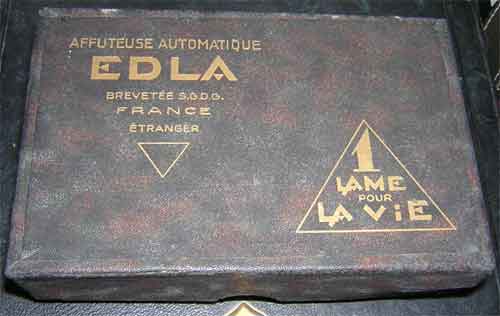 AFFUTEUSE AUTOMATIQUE
EDLA
BREVETÉE S.G.D.G.
FRANCE
ÉTRANGER
1
LAME
POUR
LA ViE